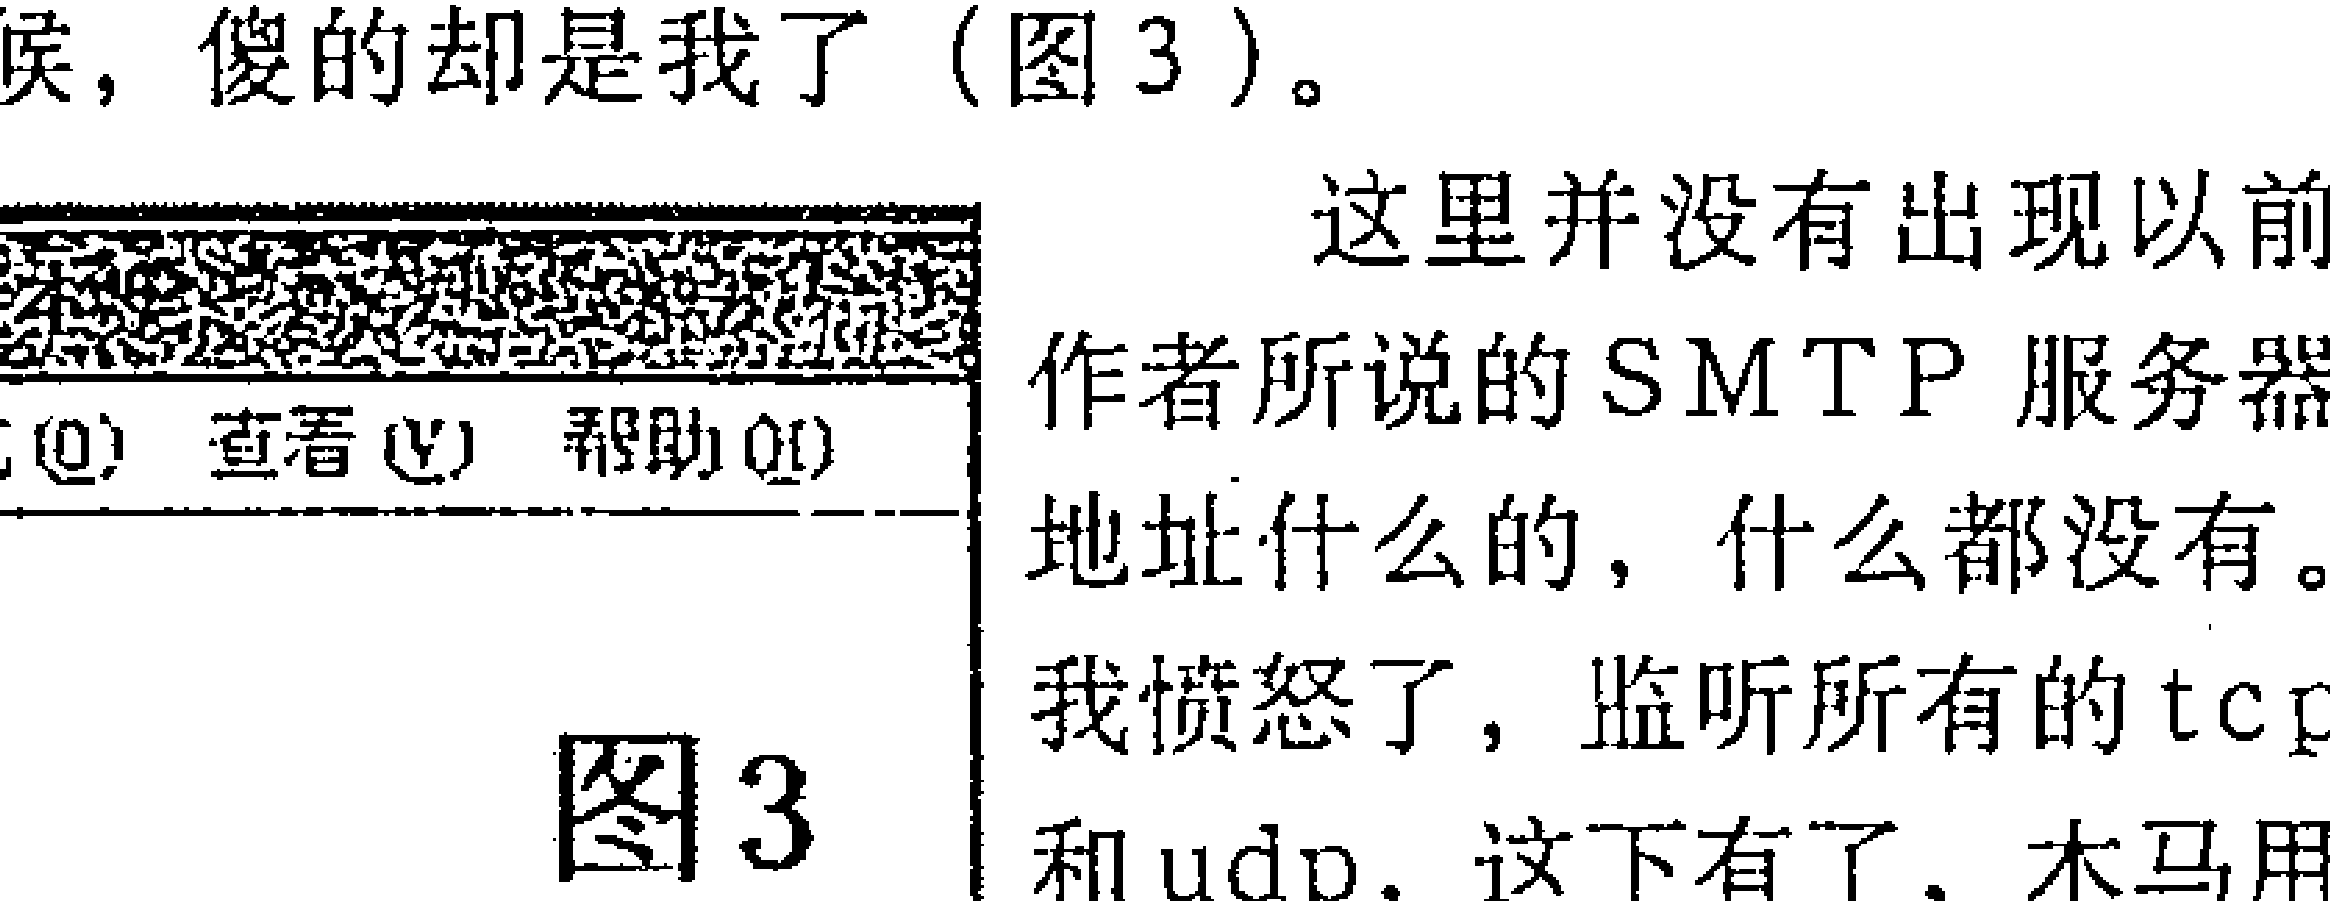 候，傻的却是我了（图3）。
(O) 查看(V) 帮助(H)
图3
这里并没有出现以前
作者所说的SMTP服务器
地址什么的，什么都没有。
我愤怒了，监听所有的tcp
和udp，这下有了，木马用